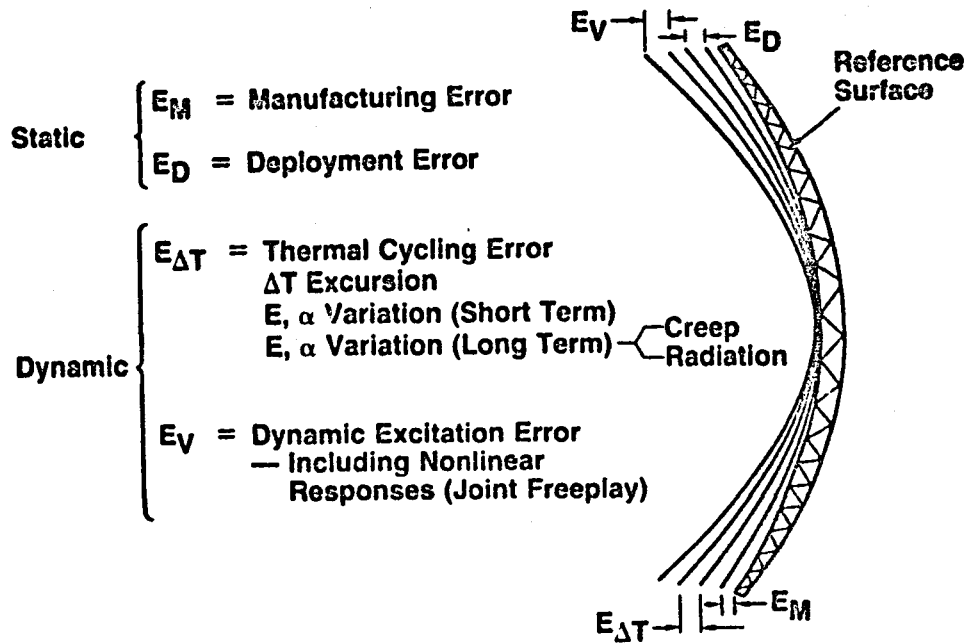 Static
E_M = Manufacturing Error
E_D = Deployment Error
Dynamic
E_ΔT = Thermal Cycling Error
ΔT Excursion
E, α Variation (Short Term)
E, α Variation (Long Term)
Creep
Radiation
E_V = Dynamic Excitation Error
— Including Nonlinear
Responses (Joint Freeplay)
E_V
E_D
Reference
Surface
E_ΔT
E_M